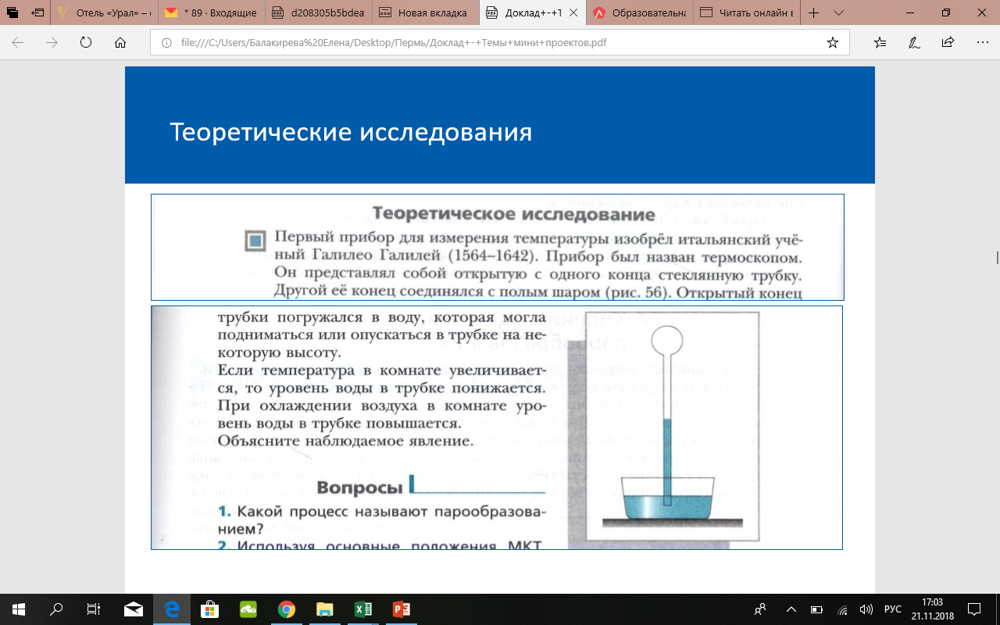 Отель «Урал» – 
* 89 · Входящие
d208305b5bdea
Новая вкладка
Доклад+-+Т
Образовательна
Читать онлайн в
file:///C:/Users/Балакирева%20Елена/Desktop/Пермь/Доклад+-+Темы+мини+проектов.pdf
Теоретические исследования
Теоретическое исследование
Первый прибор для измерения температуры изобрёл итальянский учё-
ный Галилео Галилей (1564–1642). Прибор был назван термоскопом.
Он представлял собой открытую с одного конца стеклянную трубку.
Другой её конец соединялся с полым шаром (рис. 56). Открытый конец
трубки погружался в воду, которая могла
подниматься или опускаться в трубке на не-
которую высоту.
Если температура в комнате увеличивает-
ся, то уровень воды в трубке понижается.
При охлаждении воздуха в комнате уро-
вень воды в трубке повышается.
Объясните наблюдаемое явление.
Вопросы
1. Какой процесс называют парообразова-
нием?
2. Используя основные положения МКТ,
РУС
17:03
21.11.2018